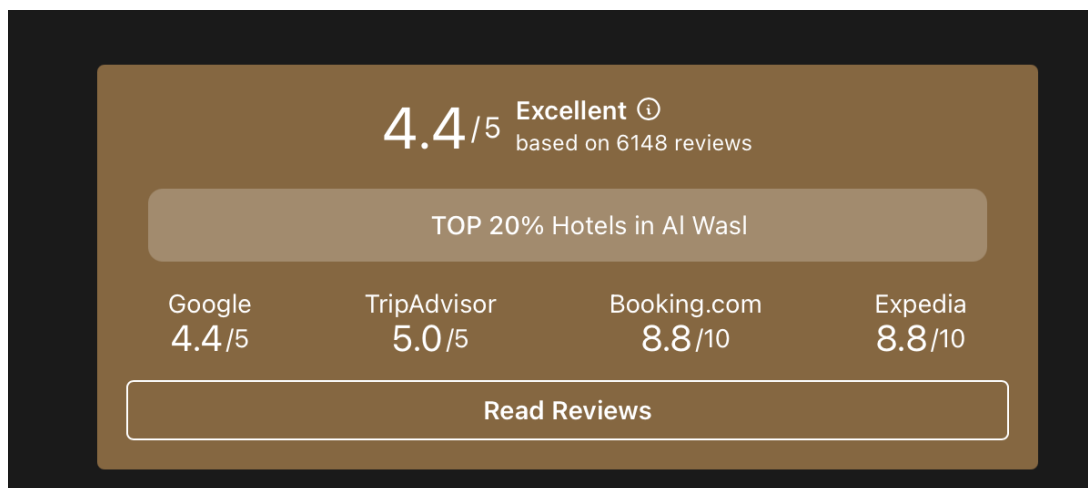 4.4/5 Excellent
based on 6148 reviews
TOP 20% Hotels in Al Wasl
Google TripAdvisor Booking.com Expedia
4.4/5 5.0/5 8.8/10 8.8/10
Read Reviews